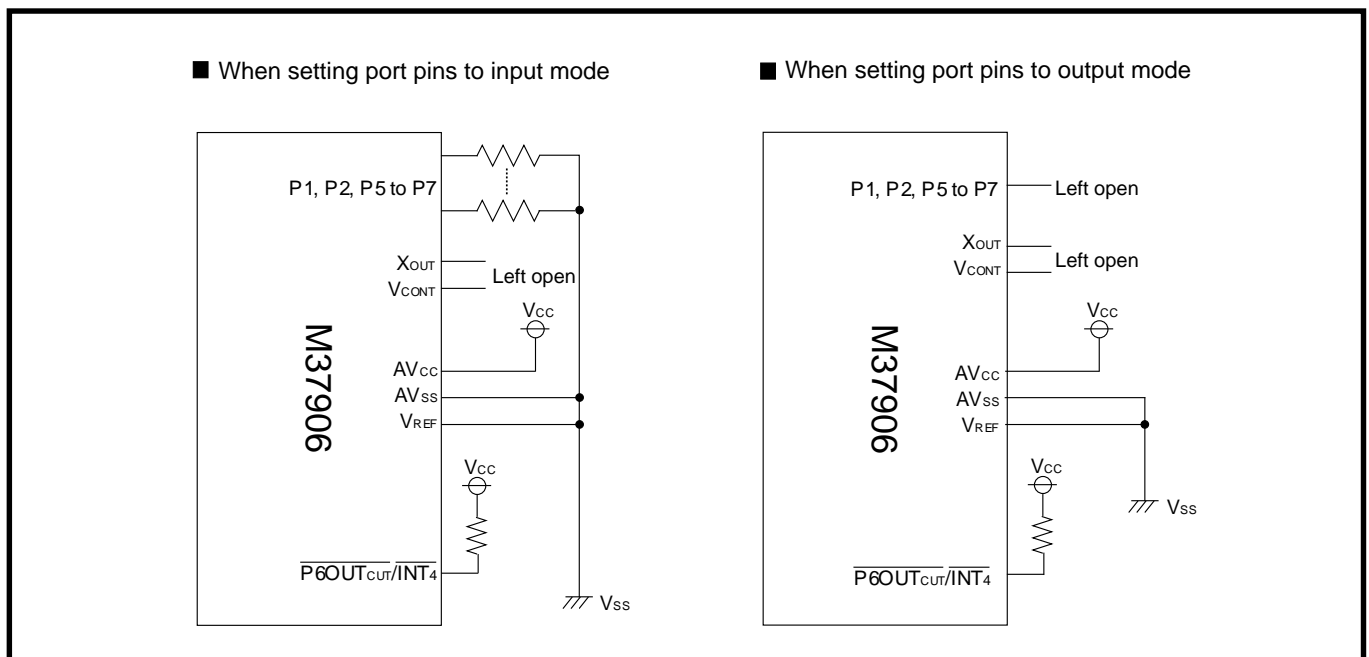 ■ When setting port pins to input mode
P1, P2, P5 to P7
XOUT
VCONT
Left open
VCC
AVCC
AVSS
VREF
M37906
VCC
P6OUTCUT/INT4
VSS
■ When setting port pins to output mode
P1, P2, P5 to P7
Left open
XOUT
VCONT
Left open
VCC
AVCC
AVSS
VREF
M37906
VCC
VSS
P6OUTCUT/INT4